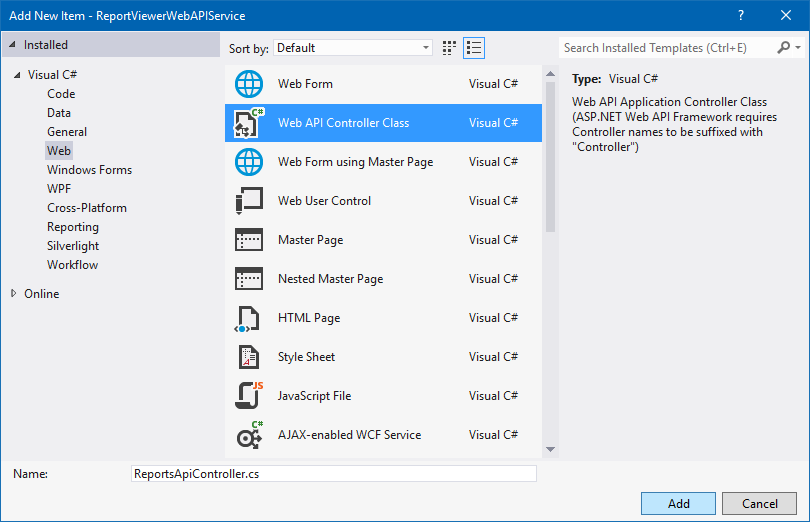 Add New Item - ReportViewerWebAPIService
?
Installed
Sort by: Default
Search Installed Templates (Ctrl+E)
Visual C#
Code
Data
General
Web
Windows Forms
WPF
Cross-Platform
Reporting
Silverlight
Workflow
Online
Web Form Visual C#
C# Web API Controller Class Visual C#
Web Form using Master Page Visual C#
Web User Control Visual C#
Master Page Visual C#
Nested Master Page Visual C#
HTML Page Visual C#
A Style Sheet Visual C#
JS JavaScript File Visual C#
C# AJAX-enabled WCF Service Visual C#
Type: Visual C#
Web API Application Controller Class
(ASP.NET Web API Framework requires
Controller names to be suffixed with
"Controller")
Name: ReportsApiController.cs
Add Cancel